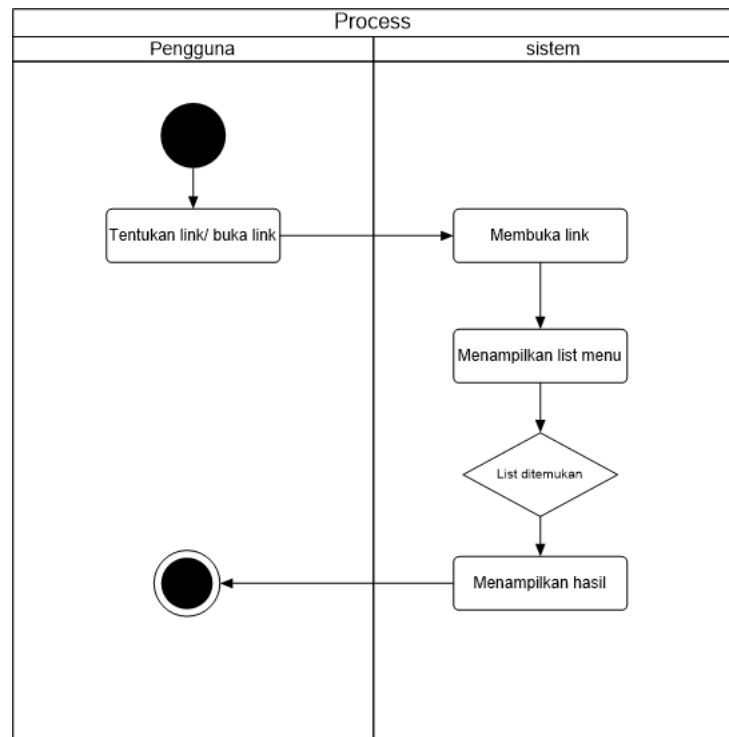 Process
Pengguna
sistem
Tentukan link/ buka link
Membuka link
Menampilkan list menu
List ditemukan
Menampilkan hasil